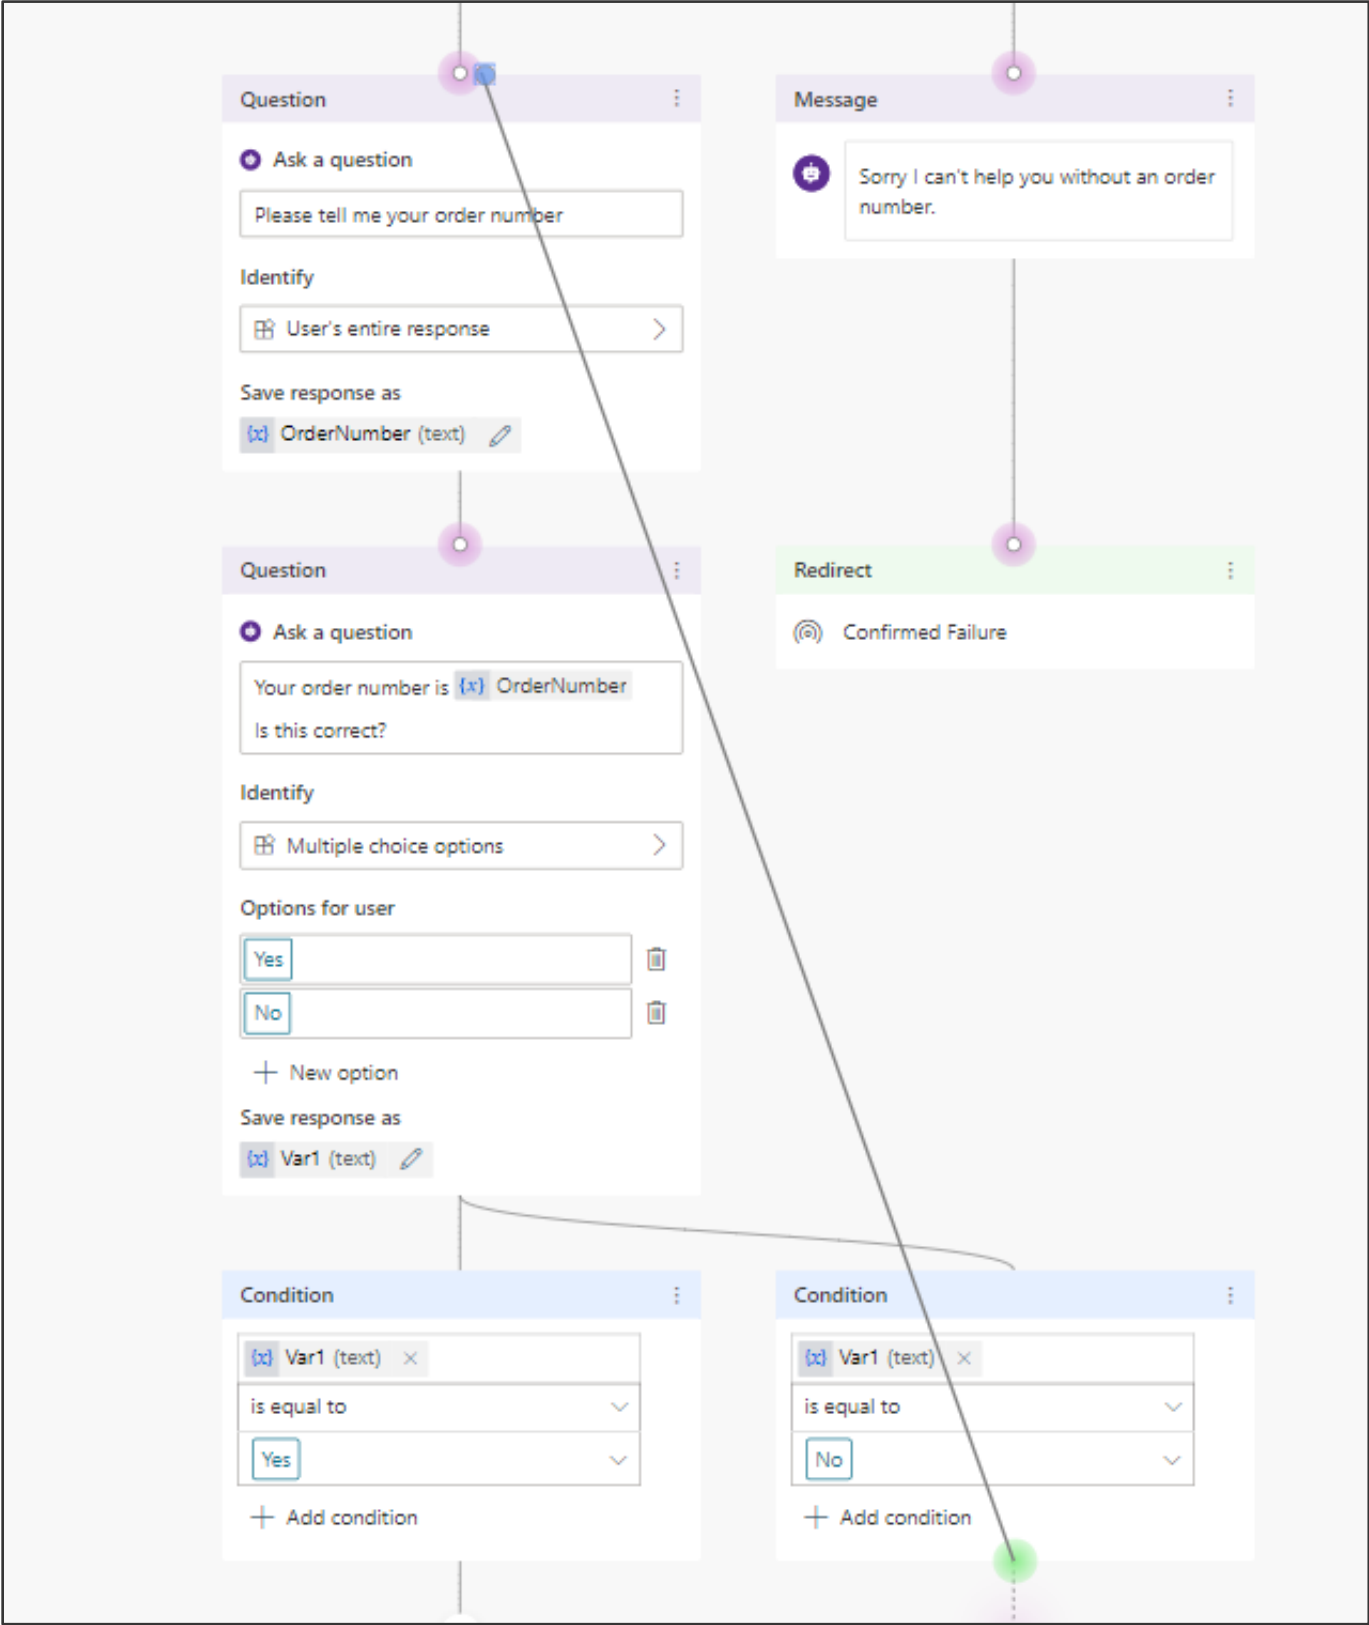 Question
Ask a question
Please tell me your order number
Identify
User's entire response
Save response as
{x} OrderNumber (text)
Message
Sorry I can't help you without an order
number.
Question
Ask a question
Your order number is {x} OrderNumber
Is this correct?
Identify
Multiple choice options
Options for user
Yes
No
New option
Save response as
{x} Var1 (text)
Redirect
Confirmed Failure
Condition
{x} Var1 (text)
is equal to
Yes
Add condition
Condition
{x} Var1 (text)
is equal to
No
Add condition